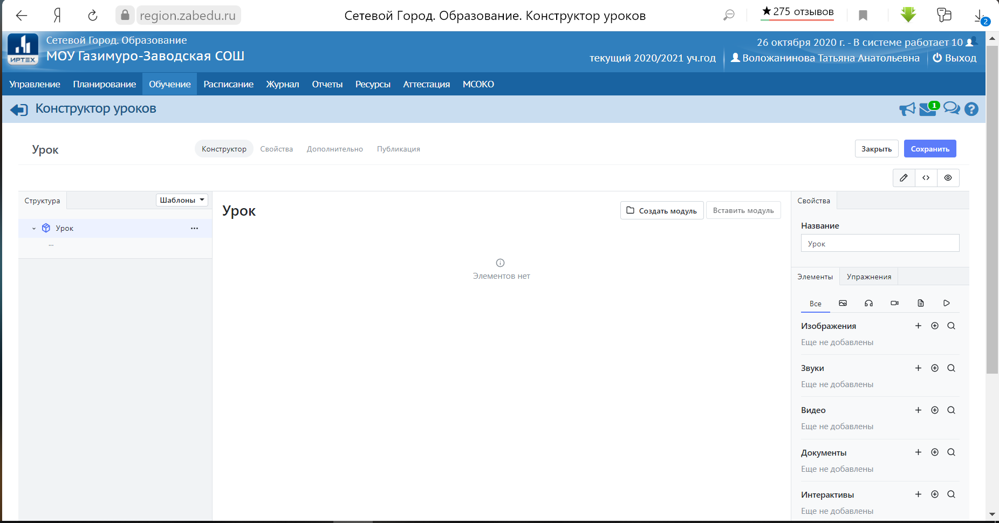 region.zabedu.ru
Сетевой Город. Образование. Конструктор уроков
★ 275 отзывов
2
ИРТЕХ
Сетевой Город. Образование
МОУ Газимуро-Заводская СОШ
26 октября 2020 г. - В системе работает 10
текущий 2020/2021 уч.год
Воложанинова Татьяна Анатольевна
Выход
Управление Планирование Обучение Расписание Журнал Отчеты Ресурсы Аттестация МСОКО
Конструктор уроков
1
Урок
Конструктор Свойства Дополнительно Публикация
Закрыть
Сохранить
Структура
Шаблоны
Урок
...
Урок
Создать модуль
Вставить модуль
Элементов нет
Свойства
Название
Урок
Элементы Упражнения
Все
Изображения
Еще не добавлены
Звуки
Еще не добавлены
Видео
Еще не добавлены
Документы
Еще не добавлены
Интерактивы
Еще не добавлены